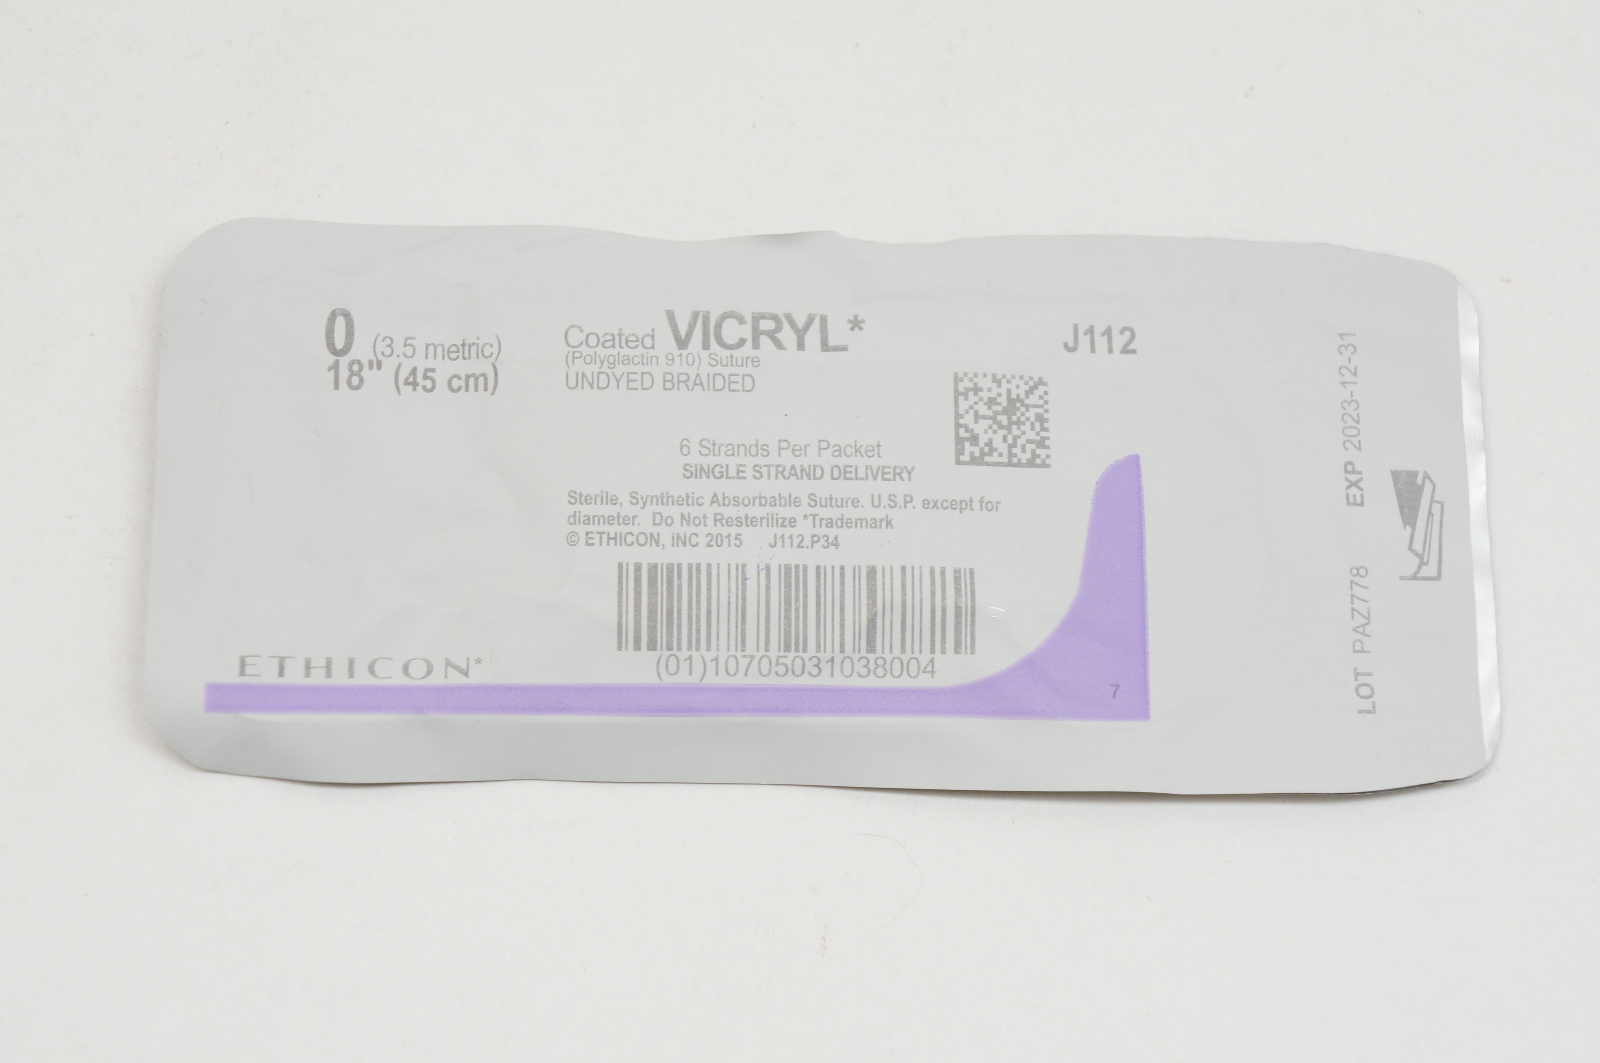 0 (3.5 metric)
18" (45 cm)
Coated VICRYL*
(Polyglactin 910) Suture
UNDYED BRAIDED
J112
6 Strands Per Packet
SINGLE STRAND DELIVERY
Sterile, Synthetic Absorbable Suture. U.S.P. except for
diameter. Do Not Resterilize *Trademark
© ETHICON, INC 2015 J112.P34
(01)10705031038004
ETHICON*
7
LOT PAZ778 EXP 2023-12-31